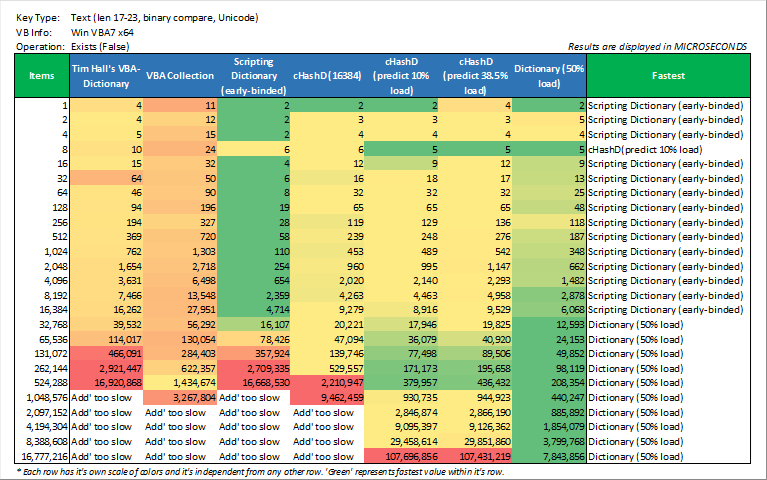 Key Type: Text (len 17-23, binary compare, Unicode)
VB Info: Win VBA7 x64
Operation: Exists (False)
Results are displayed in MICROSECONDS
Items Tim Hall's VBA-Dictionary VBA Collection Scripting Dictionary (early-binded) cHashD(16384) cHashD (predict 10% load) cHashD (predict 38.5% load) Dictionary (50% load) Fastest
1 4 11 2 2 2 4 2 Scripting Dictionary (early-binded)
2 4 12 2 3 3 3 5 Scripting Dictionary (early-binded)
4 5 15 2 4 4 4 4 Scripting Dictionary (early-binded)
8 10 24 6 6 5 5 5 cHashD(predict 10% load)
16 15 32 4 12 9 12 9 Scripting Dictionary (early-binded)
32 64 50 6 16 18 17 13 Scripting Dictionary (early-binded)
64 46 90 8 32 32 32 25 Scripting Dictionary (early-binded)
128 94 196 19 65 65 65 48 Scripting Dictionary (early-binded)
256 194 327 28 119 129 136 118 Scripting Dictionary (early-binded)
512 369 720 58 239 248 276 187 Scripting Dictionary (early-binded)
1,024 762 1,303 110 453 489 542 348 Scripting Dictionary (early-binded)
2,048 1,654 2,718 254 960 995 1,147 662 Scripting Dictionary (early-binded)
4,096 3,631 6,498 654 2,020 2,140 2,293 1,482 Scripting Dictionary (early-binded)
8,192 7,466 13,548 2,359 4,263 4,463 4,958 2,878 Scripting Dictionary (early-binded)
16,384 16,262 27,951 4,714 9,279 8,916 9,529 6,068 Scripting Dictionary (early-binded)
32,768 39,532 56,292 16,107 20,221 17,946 19,825 12,593 Dictionary (50% load)
65,536 114,017 130,054 78,426 47,094 36,079 40,920 24,153 Dictionary (50% load)
131,072 466,091 284,403 357,924 139,746 77,498 89,506 49,852 Dictionary (50% load)
262,144 2,921,447 622,357 2,709,335 529,557 171,173 195,658 98,119 Dictionary (50% load)
524,288 16,920,868 1,434,674 16,668,530 2,210,947 379,957 436,432 208,354 Dictionary (50% load)
1,048,576 Add' too slow 3,267,804 Add' too slow 9,462,459 930,735 944,923 440,247 Dictionary (50% load)
2,097,152 Add' too slow Add' too slow Add' too slow Add' too slow 2,846,874 2,866,190 885,892 Dictionary (50% load)
4,194,304 Add' too slow Add' too slow Add' too slow Add' too slow 9,095,397 9,126,362 1,854,079 Dictionary (50% load)
8,388,608 Add' too slow Add' too slow Add' too slow Add' too slow 29,458,614 29,851,860 3,799,768 Dictionary (50% load)
16,777,216 Add' too slow Add' too slow Add' too slow Add' too slow 107,696,856 107,431,219 7,843,856 Dictionary (50% load)
* Each row has it's own scale of colors and it's independent from any other row. 'Green' represents fastest value within it's row.